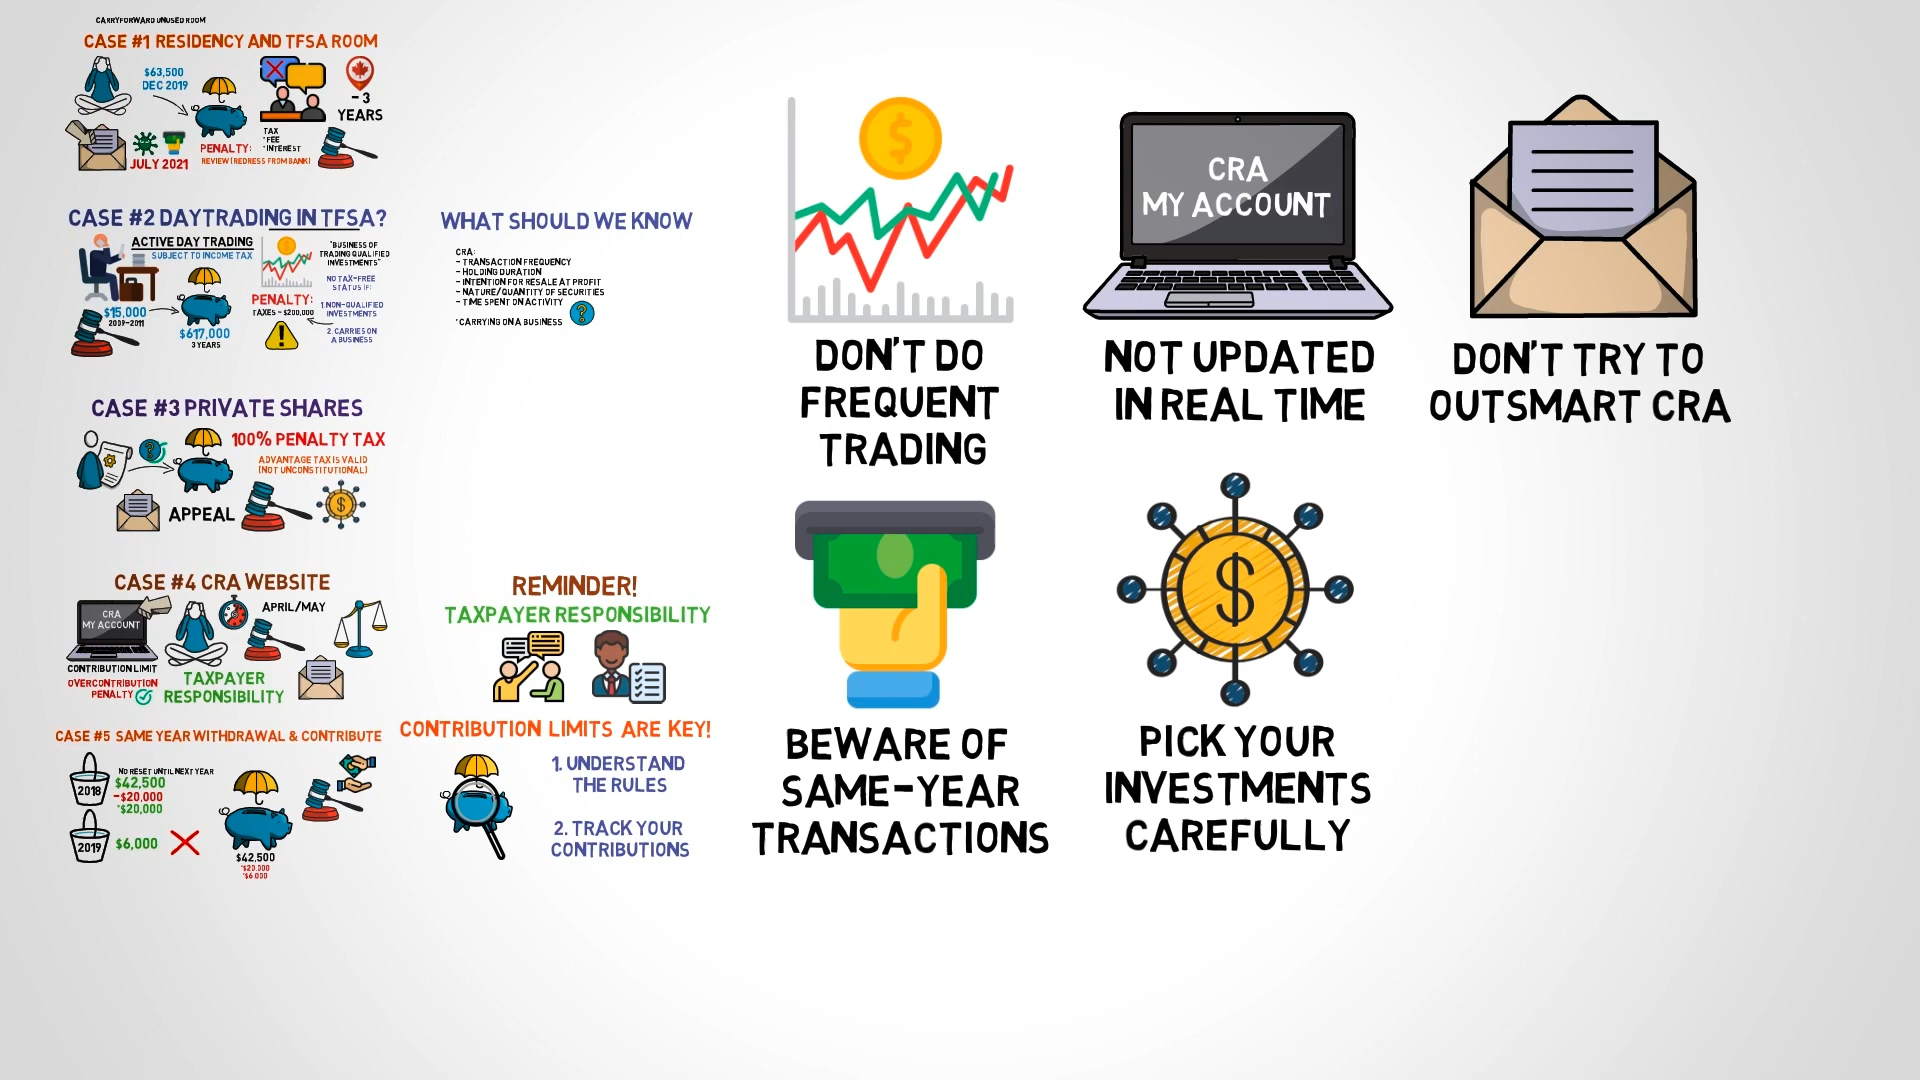 CARRYFORWARD UNUSED ROOM
CASE #1 RESIDENCY AND TFSA ROOM
$63,500
DEC 2019
- 3
YEARS
JULY 2021
PENALTY:
TAX
*FEE
*INTEREST
REVIEW (REDRESS FROM BANK)
CASE #2 DAYTRADING IN TFSA?
ACTIVE DAY TRADING
SUBJECT TO INCOME TAX
"BUSINESS OF
TRADING QUALIFIED
INVESTMENTS"
NO TAX-FREE
STATUS IF:
1.NON-QUALIFIED
INVESTMENTS
2. CARRIES ON
A BUSINESS
PENALTY:
TAXES ~ $200,000
$15,000
2009-2011
$617,000
3 YEARS
WHAT SHOULD WE KNOW
CRA:
- TRANSACTION FREQUENCY
- HOLDING DURATION
- INTENTION FOR RESALE AT PROFIT
- NATURE/QUANTITY OF SECURITIES
- TIME SPENT ON ACTIVITY
*CARRYING ON A BUSINESS
?
CASE #3 PRIVATE SHARES
?
100% PENALTY TAX
ADVANTAGE TAX IS VALID
(NOT UNCONSTITUTIONAL)
APPEAL
$
CASE #4 CRA WEBSITE
CRA
MY ACCOUNT
APRIL/MAY
CONTRIBUTION LIMIT
OVERCONTRIBUTION
PENALTY
TAXPAYER
RESPONSIBILITY
REMINDER!
TAXPAYER RESPONSIBILITY
CASE #5 SAME YEAR WITHDRAWAL & CONTRIBUTE
NO RESET UNTIL NEXT YEAR
2018
$42,500
-$20,000
*$20,000
2019
$6,000
$42,500
*$20,000
*$6,000
CONTRIBUTION LIMITS ARE KEY!
1. UNDERSTAND
THE RULES
2. TRACK YOUR
CONTRIBUTIONS
$
DON'T DO
FREQUENT
TRADING
CRA
MY ACCOUNT
NOT UPDATED
IN REAL TIME
DON'T TRY TO
OUTSMART CRA
BEWARE OF
SAME-YEAR
TRANSACTIONS
$
PICK YOUR
INVESTMENTS
CAREFULLY